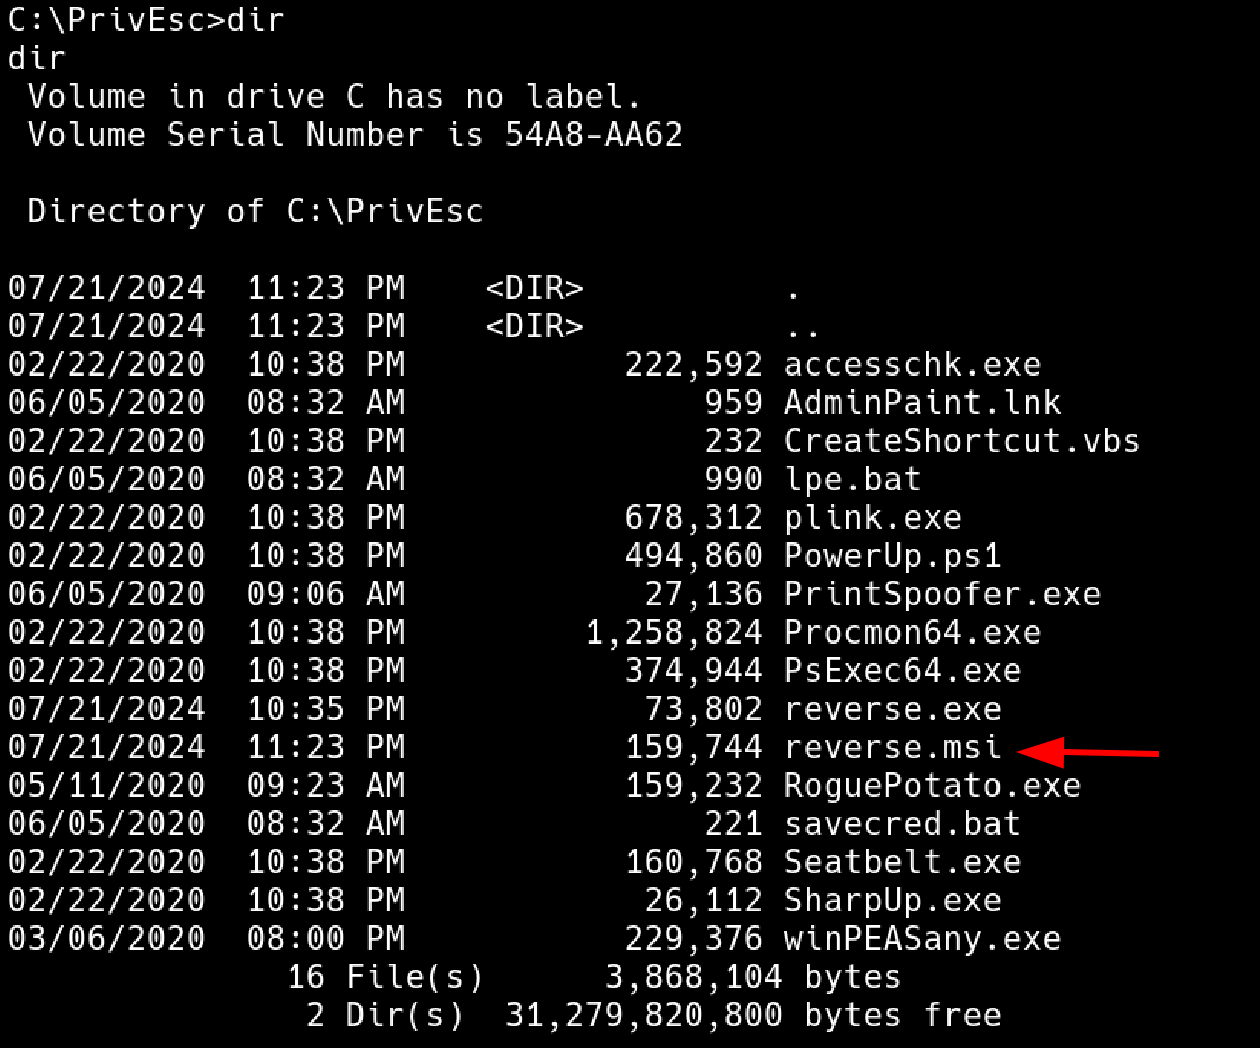 C:\PrivEsc>dir
dir
 Volume in drive C has no label.
 Volume Serial Number is 54A8-AA62

 Directory of C:\PrivEsc

07/21/2024  11:23 PM    <DIR>          .
07/21/2024  11:23 PM    <DIR>          ..
02/22/2020  10:38 PM           222,592 accesschk.exe
06/05/2020  08:32 AM               959 AdminPaint.lnk
02/22/2020  10:38 PM               232 CreateShortcut.vbs
06/05/2020  08:32 AM               990 lpe.bat
02/22/2020  10:38 PM           678,312 plink.exe
02/22/2020  10:38 PM           494,860 PowerUp.ps1
06/05/2020  09:06 AM            27,136 PrintSpoofer.exe
02/22/2020  10:38 PM         1,258,824 Procmon64.exe
02/22/2020  10:38 PM           374,944 PsExec64.exe
07/21/2024  10:35 PM            73,802 reverse.exe
07/21/2024  11:23 PM           159,744 reverse.msi
05/11/2020  09:23 AM           159,232 RoguePotato.exe
06/05/2020  08:32 AM               221 savecred.bat
02/22/2020  10:38 PM           160,768 Seatbelt.exe
02/22/2020  10:38 PM            26,112 SharpUp.exe
03/06/2020  08:00 PM           229,376 winPEASany.exe
              16 File(s)      3,868,104 bytes
               2 Dir(s)  31,279,820,800 bytes free